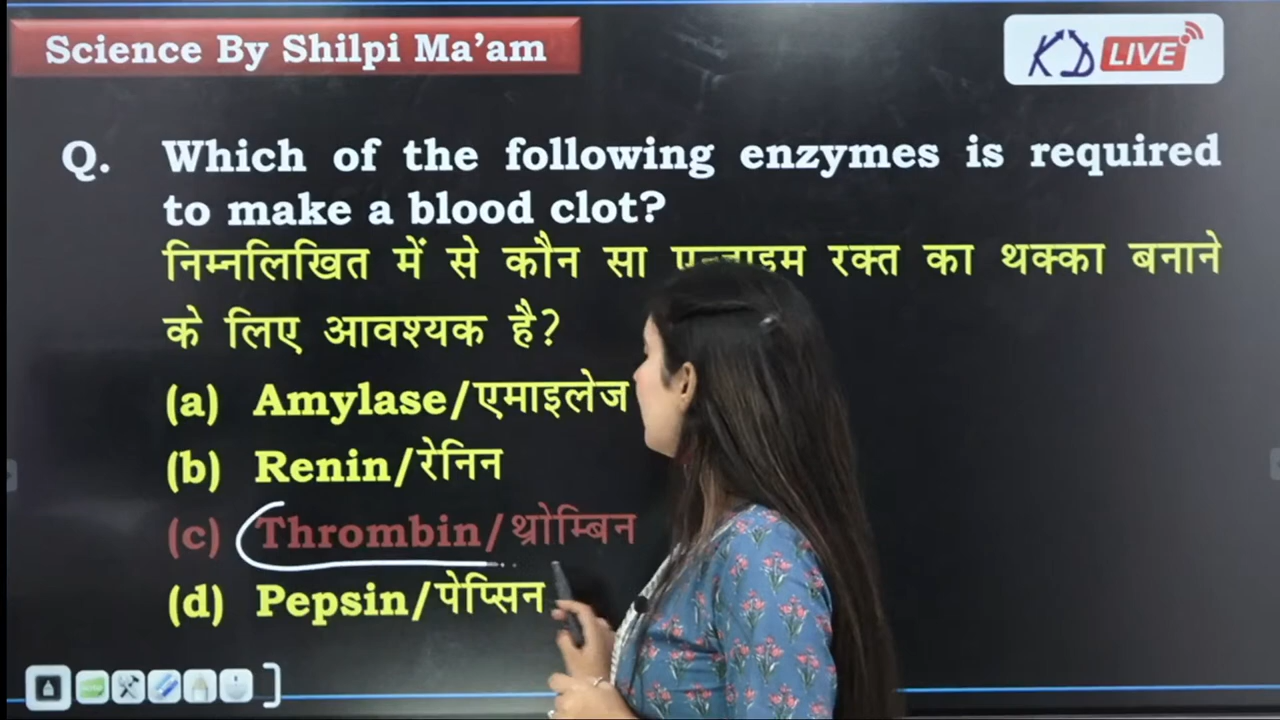 Science By Shilpi Ma’am
KD LIVE
Q. Which of the following enzymes is required
to make a blood clot?
निम्नलिखित में से कौन सा रक्त का थक्का बनाने
के लिए आवश्यक है?
(a) Amylase/एमाइलेज
(b) Renin/रेनिन
(c) Thrombin/थ्रोम्बिन
(d) Pepsin/पेप्सिन